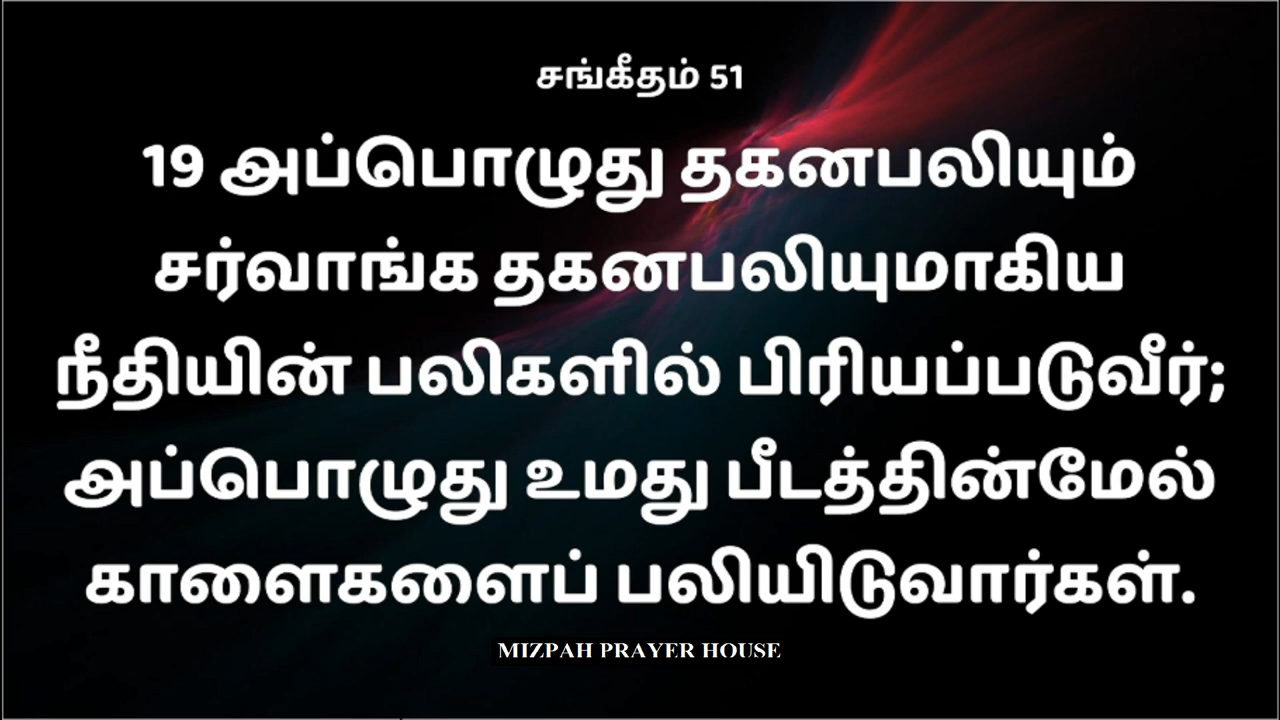 சங்கீதம் 51
19 அப்பொழுது தகனபலியும்
சர்வாங்க தகனபலியுமாகிய
நீதியின் பலிகளில் பிரியப்படுவீர்;
அப்பொழுது உமது பீடத்தின்மேல்
காளைகளைப் பலியிடுவார்கள்.
MIZPAH PRAYER HOUSE